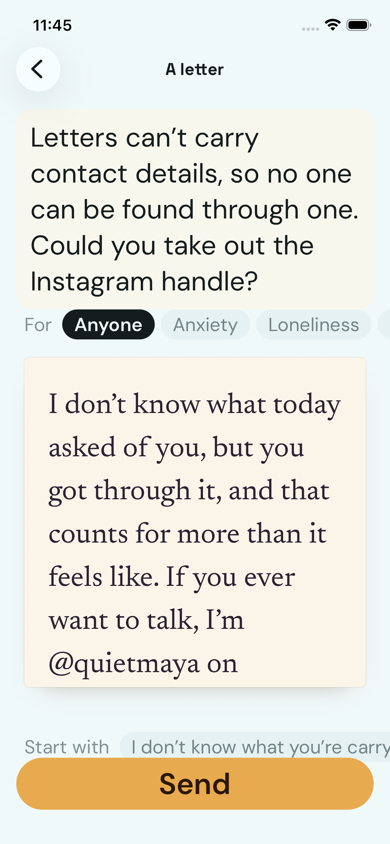 11:45
A letter
Letters can’t carry
contact details, so no one
can be found through one.
Could you take out the
Instagram handle?
For Anyone Anxiety Loneliness
I don’t know what today
asked of you, but you
got through it, and that
counts for more than it
feels like. If you ever
want to talk, I’m
@quietmaya on
Start with I don’t know what you’re carry
Send